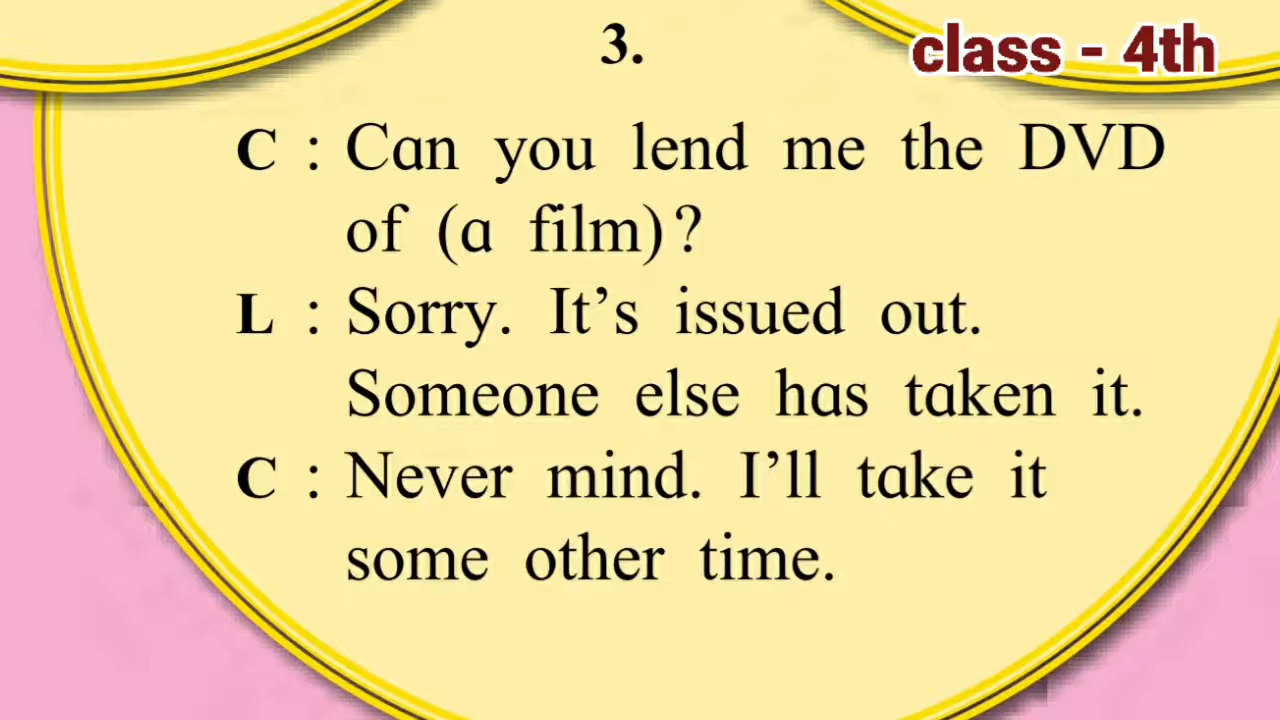 3.
class - 4th
C : Can you lend me the DVD
of (a film)?
L : Sorry. It’s issued out.
Someone else has taken it.
C : Never mind. I’ll take it
some other time.